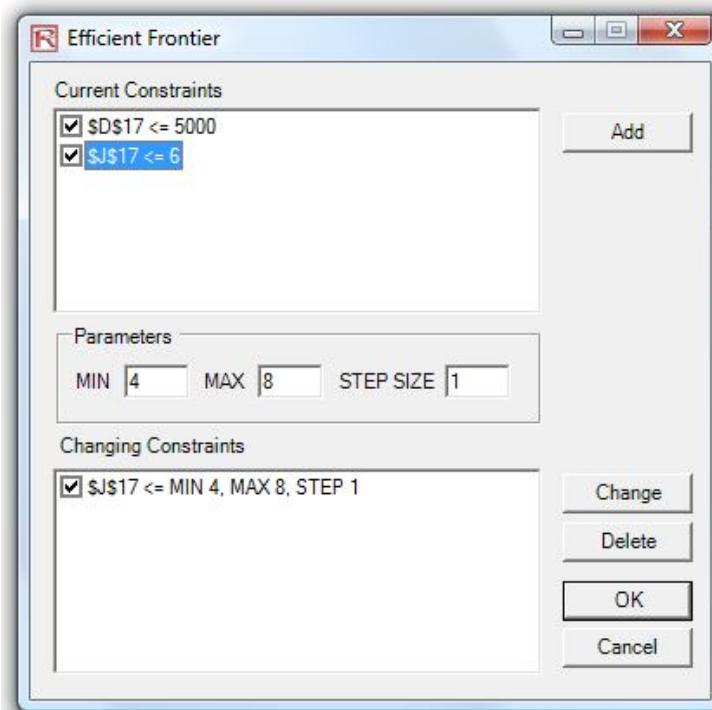 Efficient Frontier
Current Constraints
$D$17 <= 5000
$J$17 <= 6
Add
Parameters
MIN 4 MAX 8 STEP SIZE 1
Changing Constraints
$J$17 <= MIN 4, MAX 8, STEP 1
Change
Delete
OK
Cancel